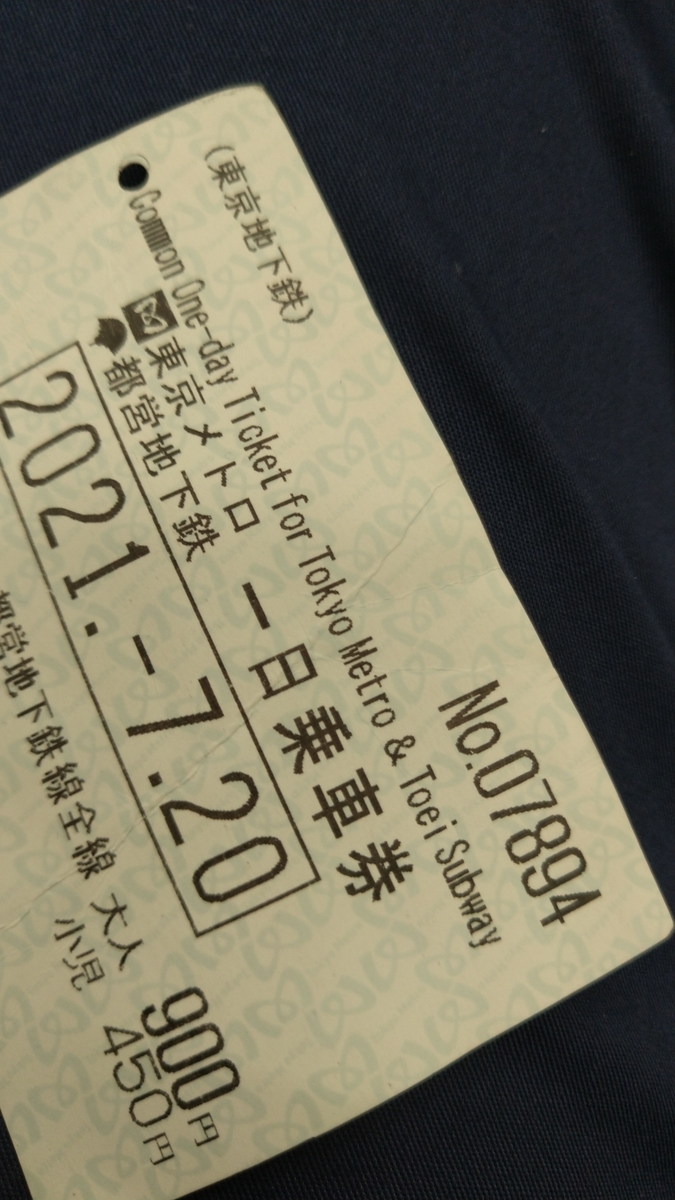 (東京地下鉄)
No.07894
Common One-day Ticket for Tokyo Metro & Toei Subway
東京メトロ
都営地下鉄
一日乗車券
2021.-7.20
都営地下鉄線全線
大人 900円
小児 450円